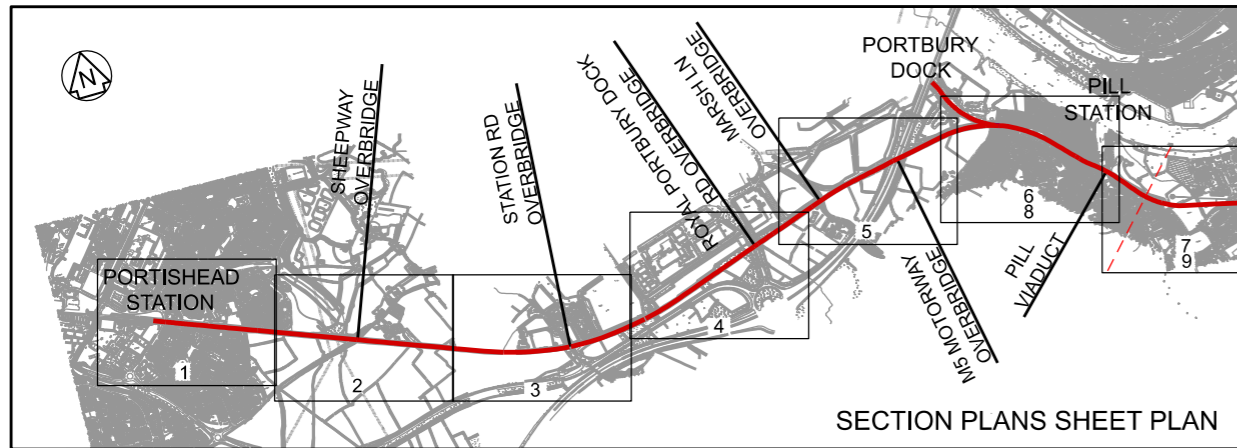 N
PORTISHEAD
STATION
SHEEPWAY
OVERBRIDGE
STATION RD
OVERBRIDGE
ROYAL PORTBURY DOCK
RD OVERBRIDGE
MARSH LN
OVERBRIDGE
PORTBURY
DOCK
PILL
STATION
M5 MOTORWAY
OVERBRIDGE
PILL
VIADUCT
1
2
3
4
5
6
8
7
9
SECTION PLANS SHEET PLAN